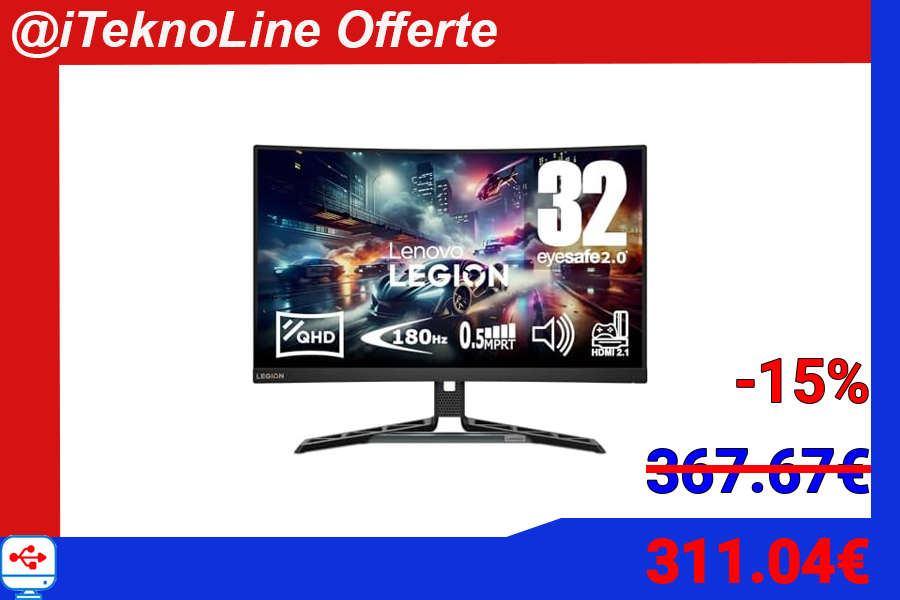 @iTeknoLine Offerte
32
eyesafe2.0
Lenovo
LEGION
QHD
180Hz
0.5MPRT
HDMI 2.1
LEGION
Lenovo
-15%
367.67€
311.04€